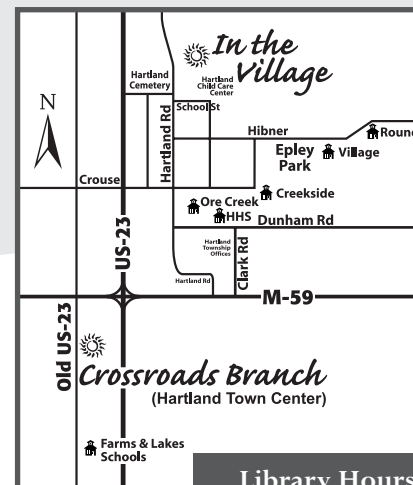 In the
Village
Hartland
Cemetery
Hartland
Child Care
Center
School St
N
Hartland Rd
Hibner
Round
Epley
Park
Village
Crouse
Creekside
Ore Creek
HHS
Dunham Rd
US-23
Hartland
Township
Offices
Clark Rd
Hartland Rd
M-59
Old US-23
Crossroads Branch
(Hartland Town Center)
Farms & Lakes
Schools
Library Hours